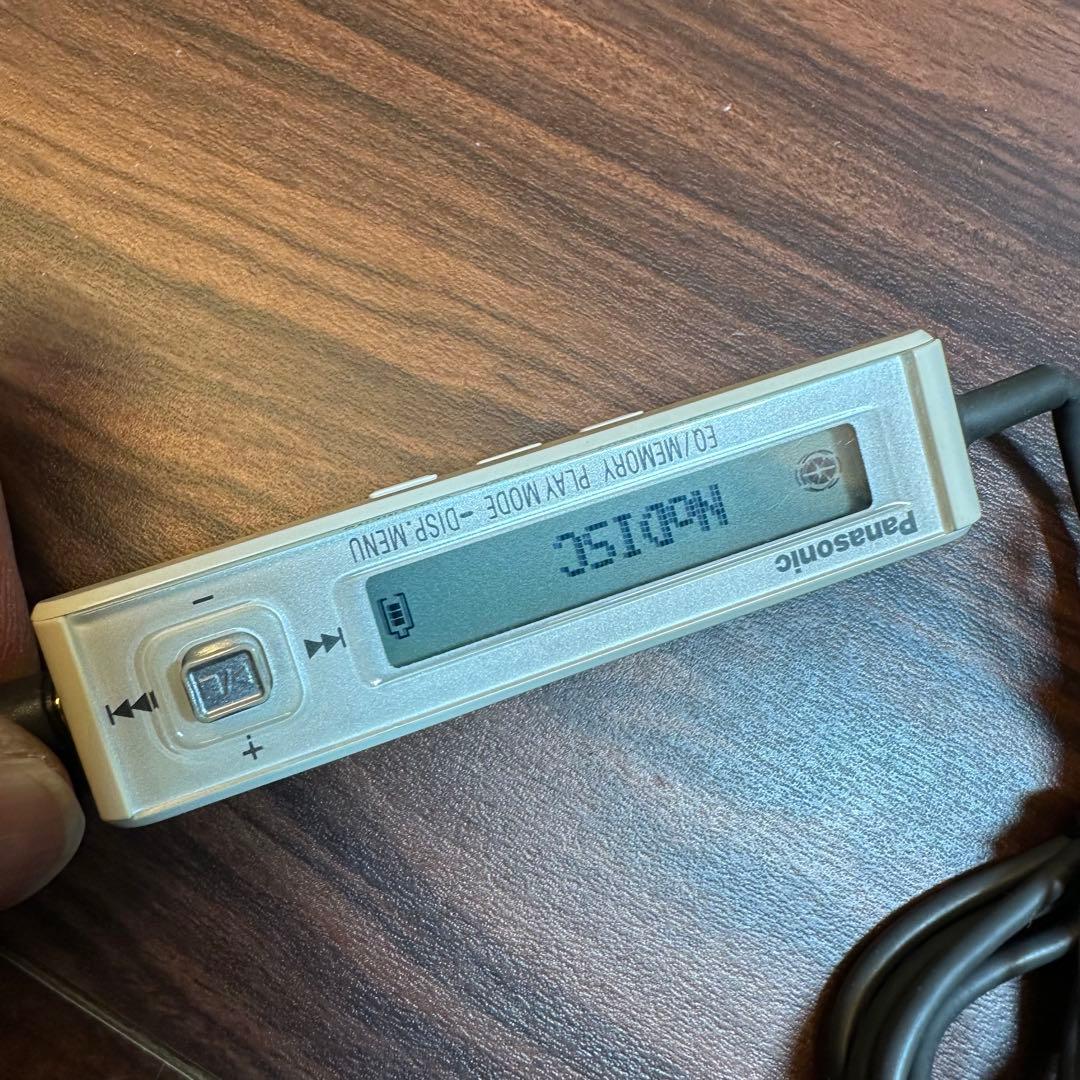 Panasonic
NoDISC
EQ/MEMORY PLAY MODE -DISP.MENU
+
-